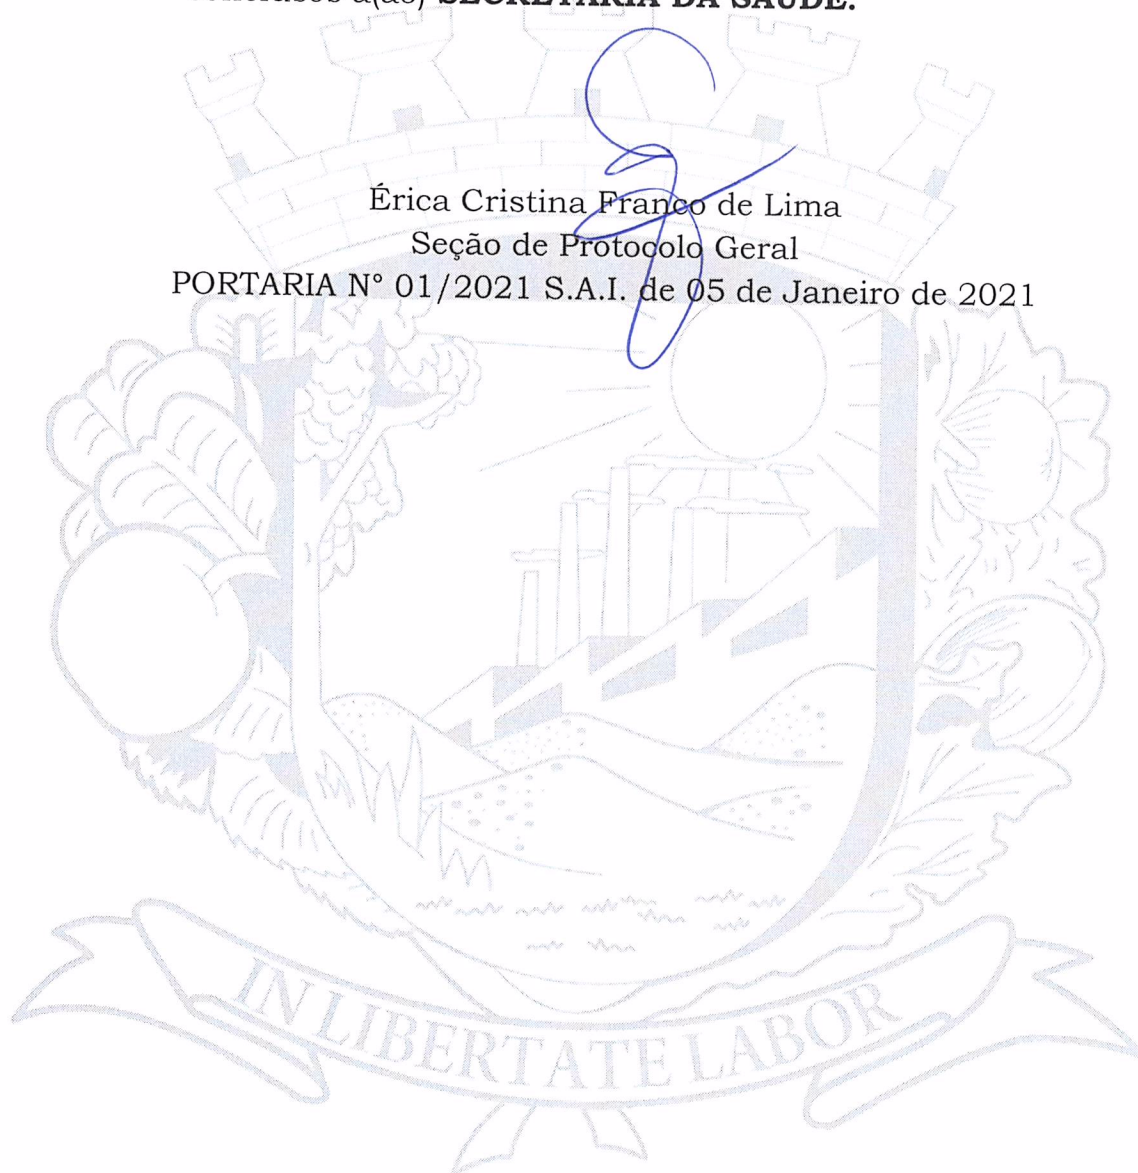 a(ao) SECRETARIA DA SAÚDE.
Érica Cristina Franco de Lima
Seção de Protocolo Geral
PORTARIA N° 01/2021 S.A.I. de 05 de Janeiro de 2021
IN LIBERTATE LABOR